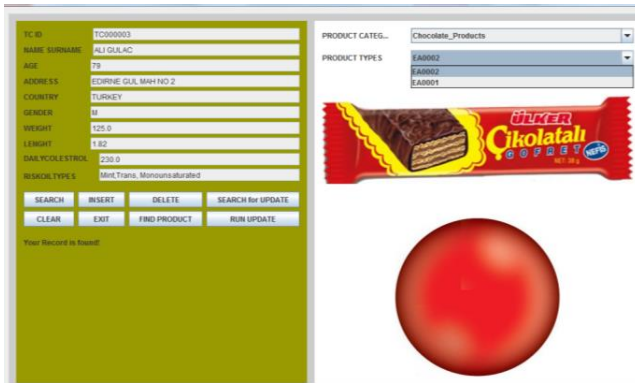 TC ID TC000003
NAME SURNAME ALI GULAC
AGE 79
ADDRESS EDIRNE GUL MAH NO 2
COUNTRY TURKEY
GENDER M
WEIGHT 125.0
LENGHT 1.82
DAILYCOLESTROL 230.0
RISKOILTYPES Mint,Trans, Monounsaturated
SEARCH INSERT DELETE SEARCH for UPDATE
CLEAR EXIT FIND PRODUCT RUN UPDATE
Your Record is found!
PRODUCT CATEG... Chocolate_Products
PRODUCT TYPES EA0002
EA0002
EA0001
ÜLKER
Çikolatalı
GOFRET
NEFİS
NET: 38 g